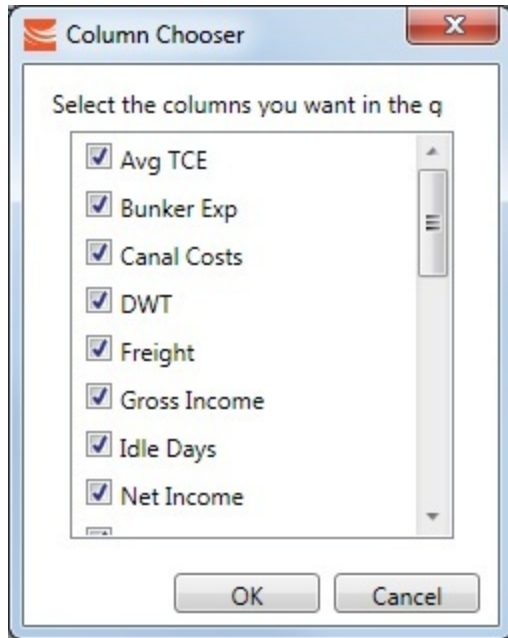 Column Chooser
Select the columns you want in the q
Avg TCE
Bunker Exp
Canal Costs
DWT
Freight
Gross Income
Idle Days
Net Income
OK Cancel